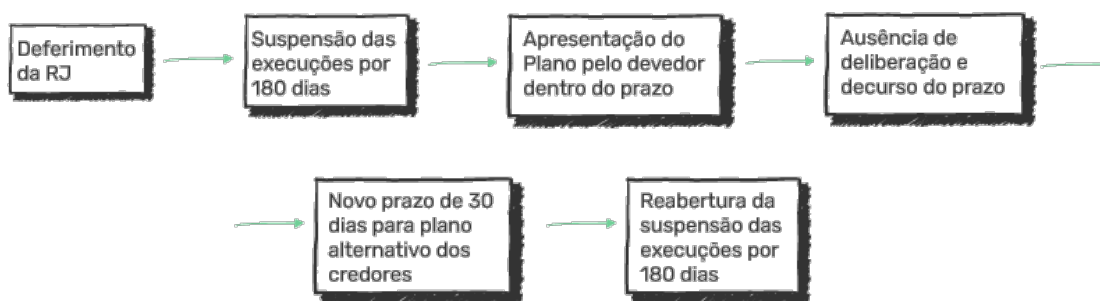 Deferimento
da RJ
Suspensão das
execuções por
180 dias
Apresentação do
Plano pelo devedor
dentro do prazo
Ausência de
deliberação e
decurso do prazo
Novo prazo de 30
dias para plano
alternativo dos
credores
Reabertura da
suspensão das
execuções por
180 dias